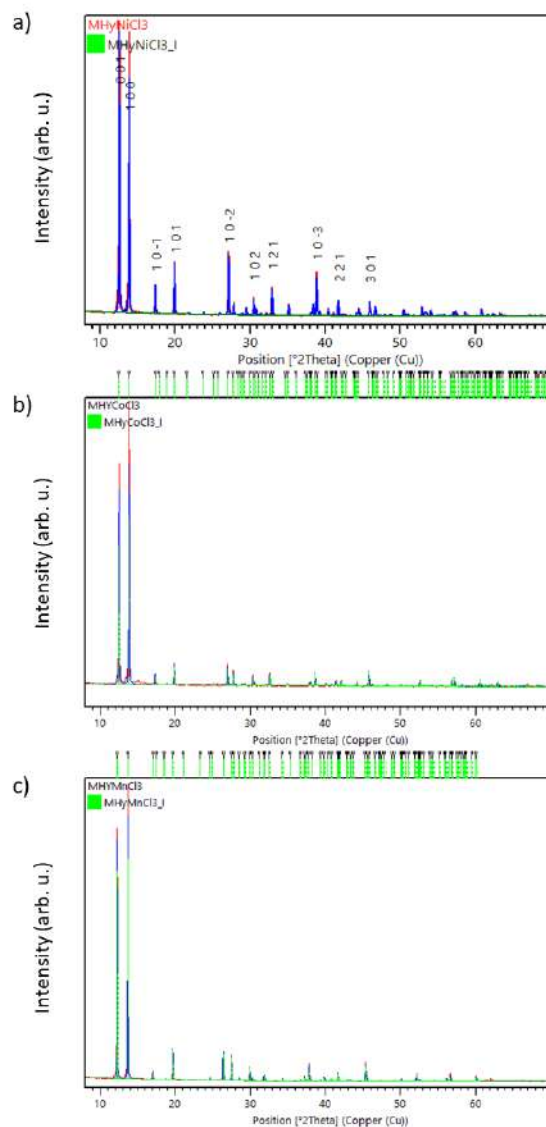 a)
MHyNiCl3
MHyNiCl3_I
Intensity (arb. u.)
0 0 1
1 0 0
1 0 -1
1 0 1
1 0 -2
1 0 2
1 2 1
1 0 -3
2 2 1
3 0 1
10 20 30 40 50 60
Position [°2Theta] (Copper (Cu))
b)
MHYCoCl3
MHyCoCl3_I
Intensity (arb. u.)
10 20 30 40 50 60
Position [°2Theta] (Copper (Cu))
c)
MHYMnCl3
MHyMnCl3_I
Intensity (arb. u.)
10 20 30 40 50 60
Position [°2Theta] (Copper (Cu))